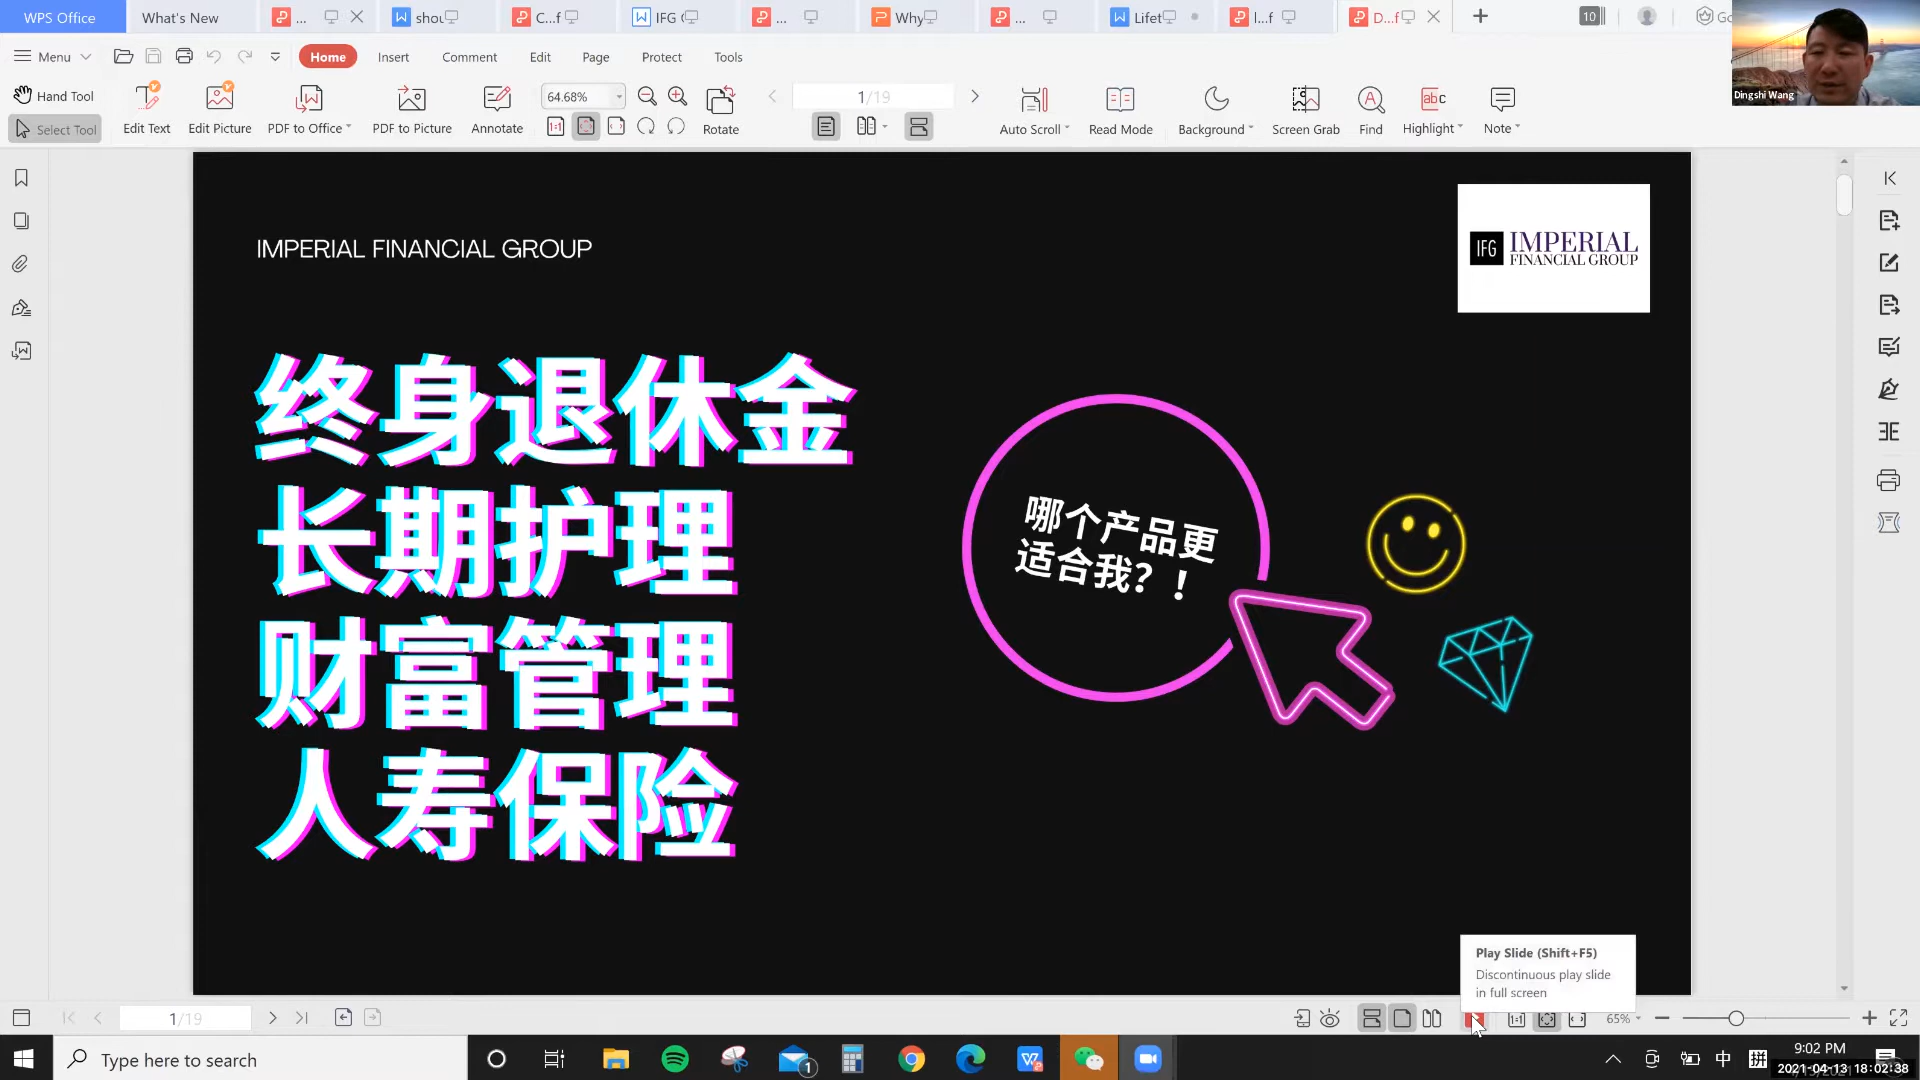 WPS Office
What's New
...
shou
C...f
IFG
...
Why
...
Lifet
l...f
D...f
10
Dingshi Wang
Menu
Home
Insert
Comment
Edit
Page
Protect
Tools
Hand Tool
Select Tool
Edit Text
Edit Picture
PDF to Office
PDF to Picture
Annotate
64.68%
Rotate
1/19
Auto Scroll
Read Mode
Background
Screen Grab
Find
Highlight
Note
IMPERIAL FINANCIAL GROUP
IFG IMPERIAL
FINANCIAL GROUP
终身退休金
长期护理
财富管理
人寿保险
哪个产品更
适合我?!
Play Slide (Shift+F5)
Discontinuous play slide
in full screen
1/19
65%
Type here to search
1
中
拼
9:02 PM
2021-04-13 18:02:38